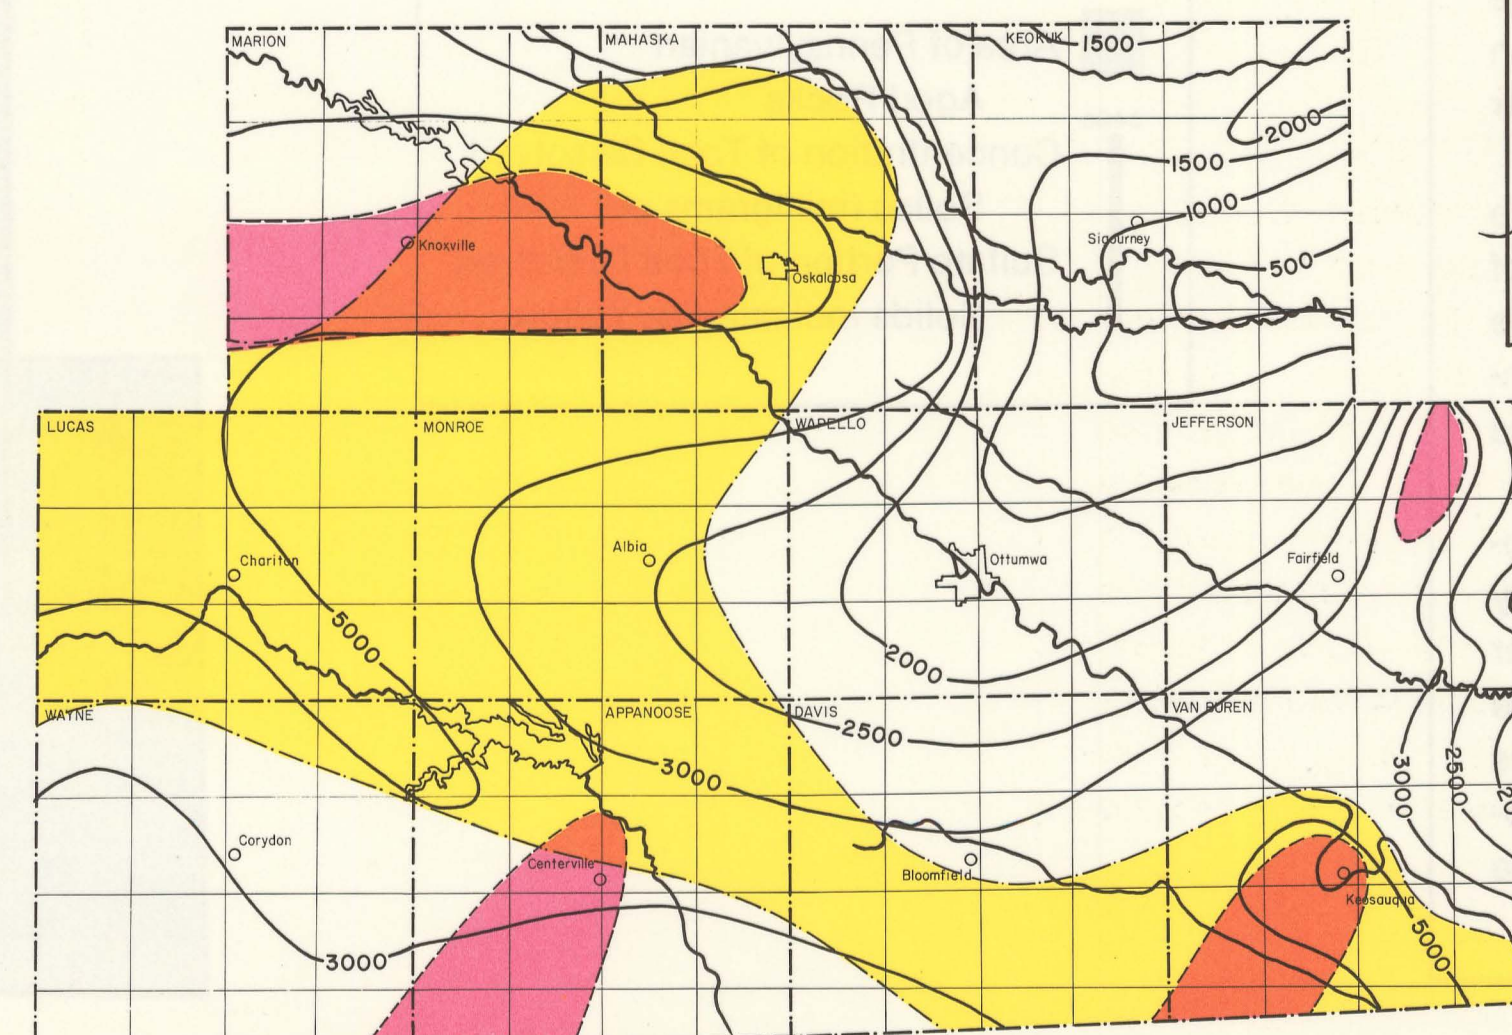 MARION
MAHASKA
KEOKUK
1500
2000
1500
1000
Sigourney
500
Knoxville
Oskaloosa
LUCAS
MONROE
WAPELLO
JEFFERSON
Chariton
Albia
Ottumwa
Fairfield
5000
2000
WAYNE
APPANOOSE
DAVIS
VAN BUREN
2500
3000
3000
2500
20
Corydon
Centerville
Bloomfield
Keosauqua
5000
3000